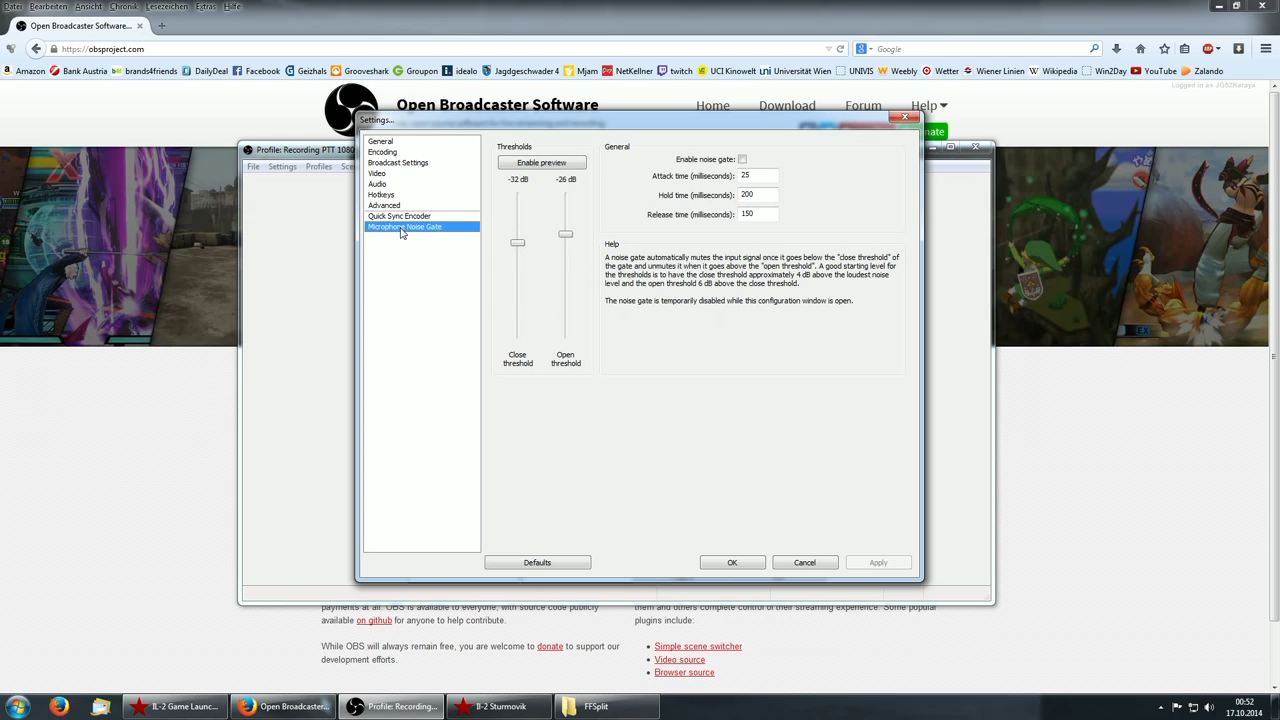 Datei Bearbeiten Ansicht Chronik Lesezeichen Extras Hilfe
Open Broadcaster Software...
https://obsproject.com
Google
Amazon Bank Austria brands4friends DailyDeal Facebook Geizhals Grooveshark Groupon idealo Jagdgeschwader 4 Mjam NetKellner twitch UCI Kinowelt Universität Wien UNIVIS Weebly Wetter Wiener Linien Wikipedia Win2Day YouTube Zalando
Logged in as JG52Karaya
Open Broadcaster Software
Home Download Forum Help
Settings...
Profile: Recording PTT 1080
File Settings Profiles
General
Encoding
Broadcast Settings
Video
Audio
Hotkeys
Advanced
Quick Sync Encoder
Microphone Noise Gate
Thresholds
Enable preview
-32 dB -26 dB
Close threshold
Open threshold
General
Enable noise gate:
Attack time (milliseconds): 25
Hold time (milliseconds): 200
Release time (milliseconds): 150
Help
A noise gate automatically mutes the input signal once it goes below the "close threshold" of
the gate and unmutes it when it goes above the "open threshold". A good starting level for
the thresholds is to have the close threshold approximately 4 dB above the loudest noise
level and the open threshold 6 dB above the close threshold.
The noise gate is temporarily disabled while this configuration window is open.
EX
Defaults OK Cancel Apply
payments at all. OBS is available to everyone, with source code publicly
available on github for anyone to help contribute.
While OBS will always remain free, you are welcome to donate to support our
development efforts.
them and others complete control of their streaming experience. Some popular
plugins include:
Simple scene switcher
Video source
Browser source
IL-2 Game Launc... Open Broadcaster... Profile: Recording... Il-2 Sturmovik FFSplit
00:52
17.10.2014